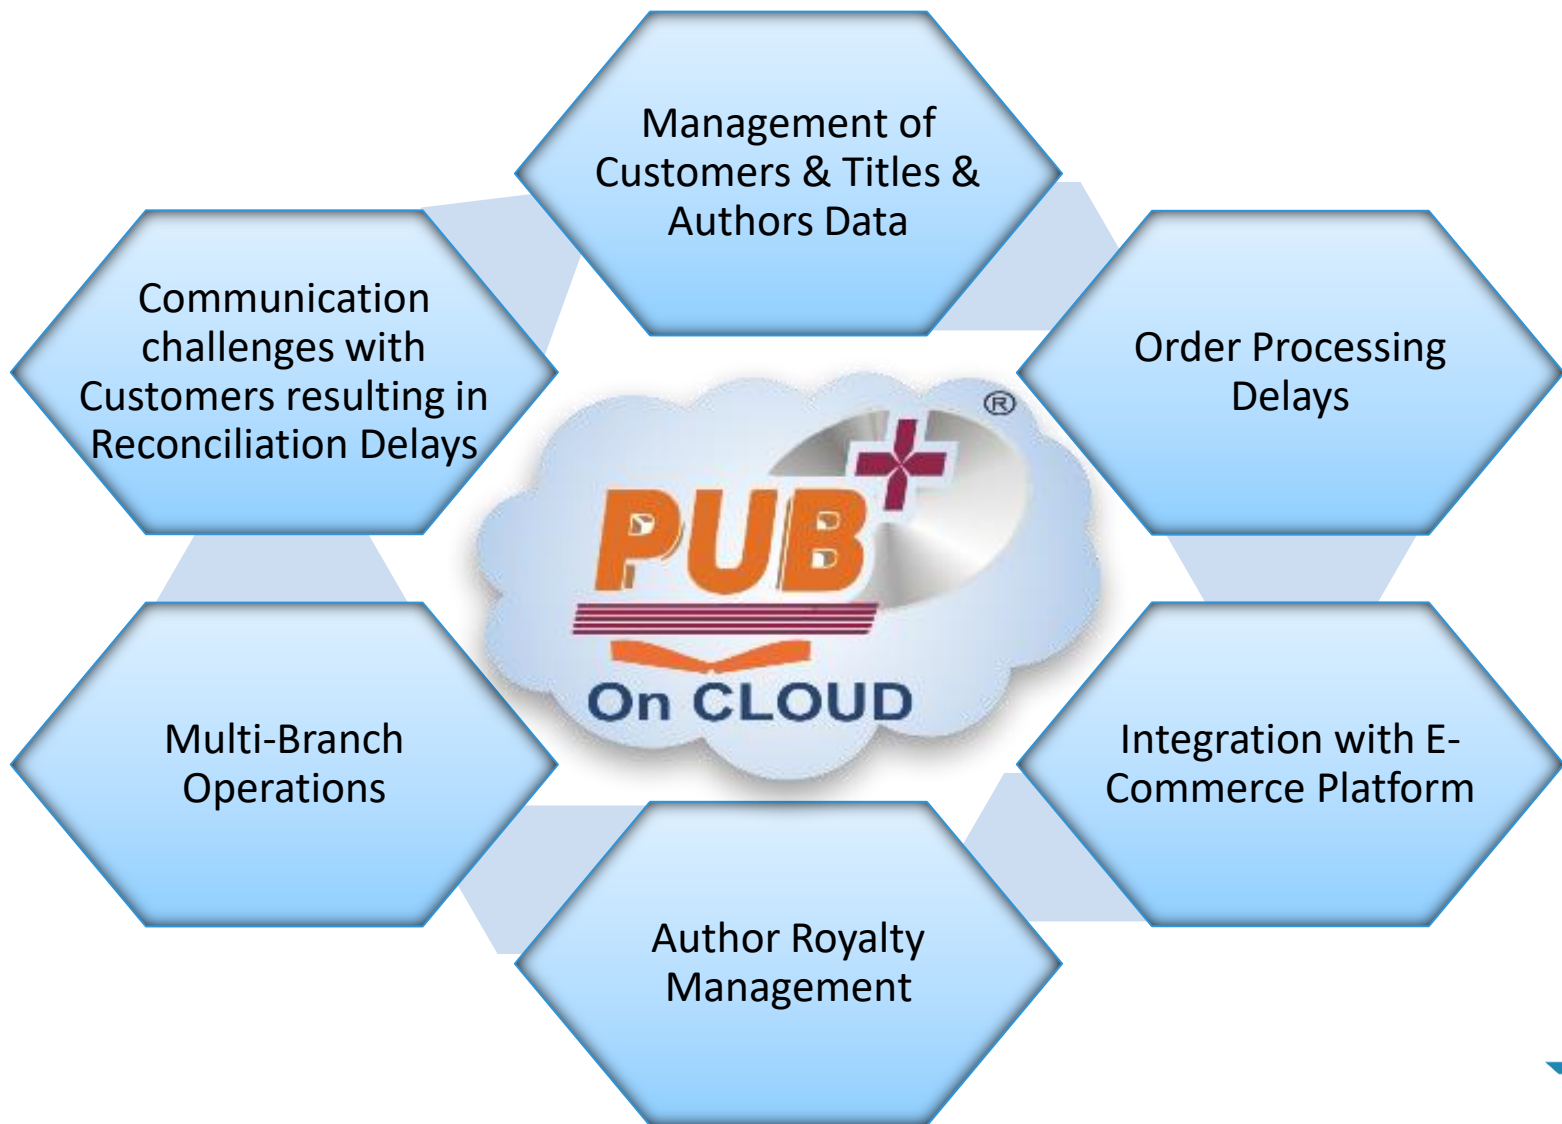 Management of
Customers & Titles &
Authors Data
Order Processing
Delays
Integration with E-
Commerce Platform
Author Royalty
Management
Multi-Branch
Operations
Communication
challenges with
Customers resulting in
Reconciliation Delays
®
PUB+
On CLOUD